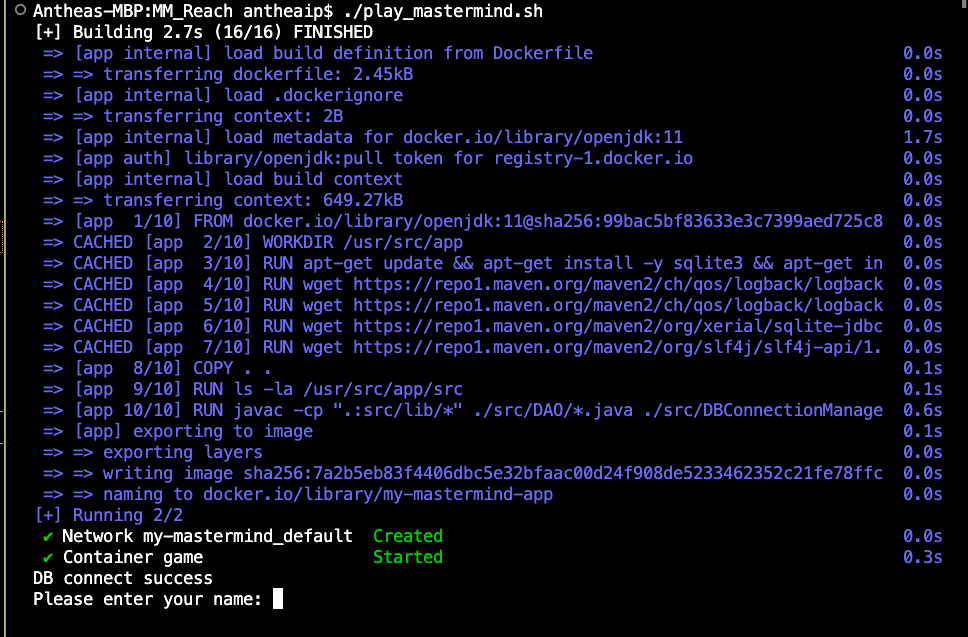 Antheas-MBP:MM_Reach antheaip$ ./play_mastermind.sh
[+] Building 2.7s (16/16) FINISHED
=> [app internal] load build definition from Dockerfile 0.0s
=> => transferring dockerfile: 2.45kB 0.0s
=> [app internal] load .dockerignore 0.0s
=> => transferring context: 2B 0.0s
=> [app internal] load metadata for docker.io/library/openjdk:11 1.7s
=> [app auth] library/openjdk:pull token for registry-1.docker.io 0.0s
=> [app internal] load build context 0.0s
=> => transferring context: 649.27kB 0.0s
=> [app  1/10] FROM docker.io/library/openjdk:11@sha256:99bac5bf83633e3c7399aed725c8 0.0s
=> CACHED [app  2/10] WORKDIR /usr/src/app 0.0s
=> CACHED [app  3/10] RUN apt-get update && apt-get install -y sqlite3 && apt-get in 0.0s
=> CACHED [app  4/10] RUN wget https://repo1.maven.org/maven2/ch/qos/logback/logback 0.0s
=> CACHED [app  5/10] RUN wget https://repo1.maven.org/maven2/ch/qos/logback/logback 0.0s
=> CACHED [app  6/10] RUN wget https://repo1.maven.org/maven2/org/xerial/sqlite-jdbc 0.0s
=> CACHED [app  7/10] RUN wget https://repo1.maven.org/maven2/org/slf4j/slf4j-api/1. 0.0s
=> [app  8/10] COPY . . 0.1s
=> [app  9/10] RUN ls -la /usr/src/app/src 0.1s
=> [app 10/10] RUN javac -cp ".:src/lib/*" ./src/DAO/*.java ./src/DBConnectionManage 0.6s
=> [app] exporting to image 0.1s
=> => exporting layers 0.0s
=> => writing image sha256:7a2b5eb83f4406dbc5e32bfaac00d24f908de5233462352c21fe78ffc 0.0s
=> => naming to docker.io/library/my-mastermind-app 0.0s
[+] Running 2/2
✔ Network my-mastermind_default  Created 0.0s
✔ Container game  Started 0.3s
DB connect success
Please enter your name: